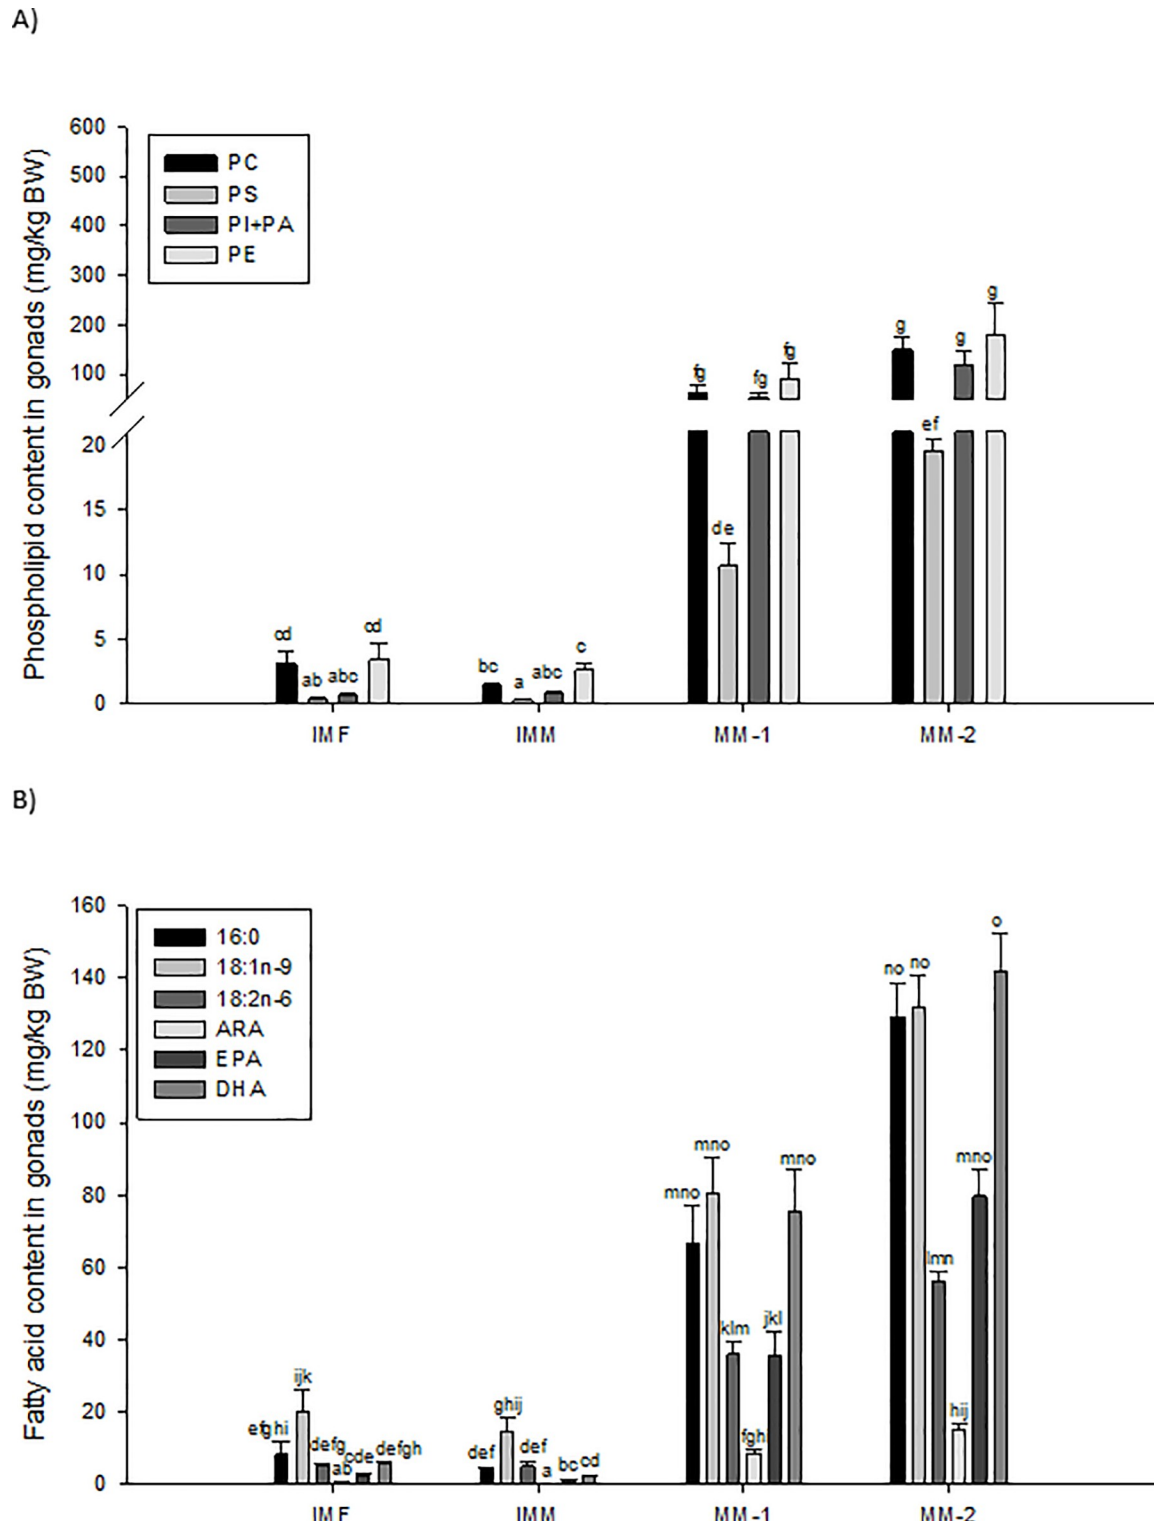 A)
Phospholipid content in gonads (mg/kg BW)
600
500
400
300
200
100
20
15
10
5
0
PC
PS
PI+PA
PE
cd ab abc cd
bc a abc c
fg de fg fg
g ef g g
IMF IMM MM-1 MM-2
B)
Fatty acid content in gonads (mg/kg BW)
160
140
120
100
80
60
40
20
0
16:0
18:1n-9
18:2n-6
ARA
EPA
DHA
efghi ijk defg ab cde defgh
def ghij def a bc cd
mno mno klm fghi jkl mno
no no lmn hij mno o
IMF IMM MM-1 MM-2